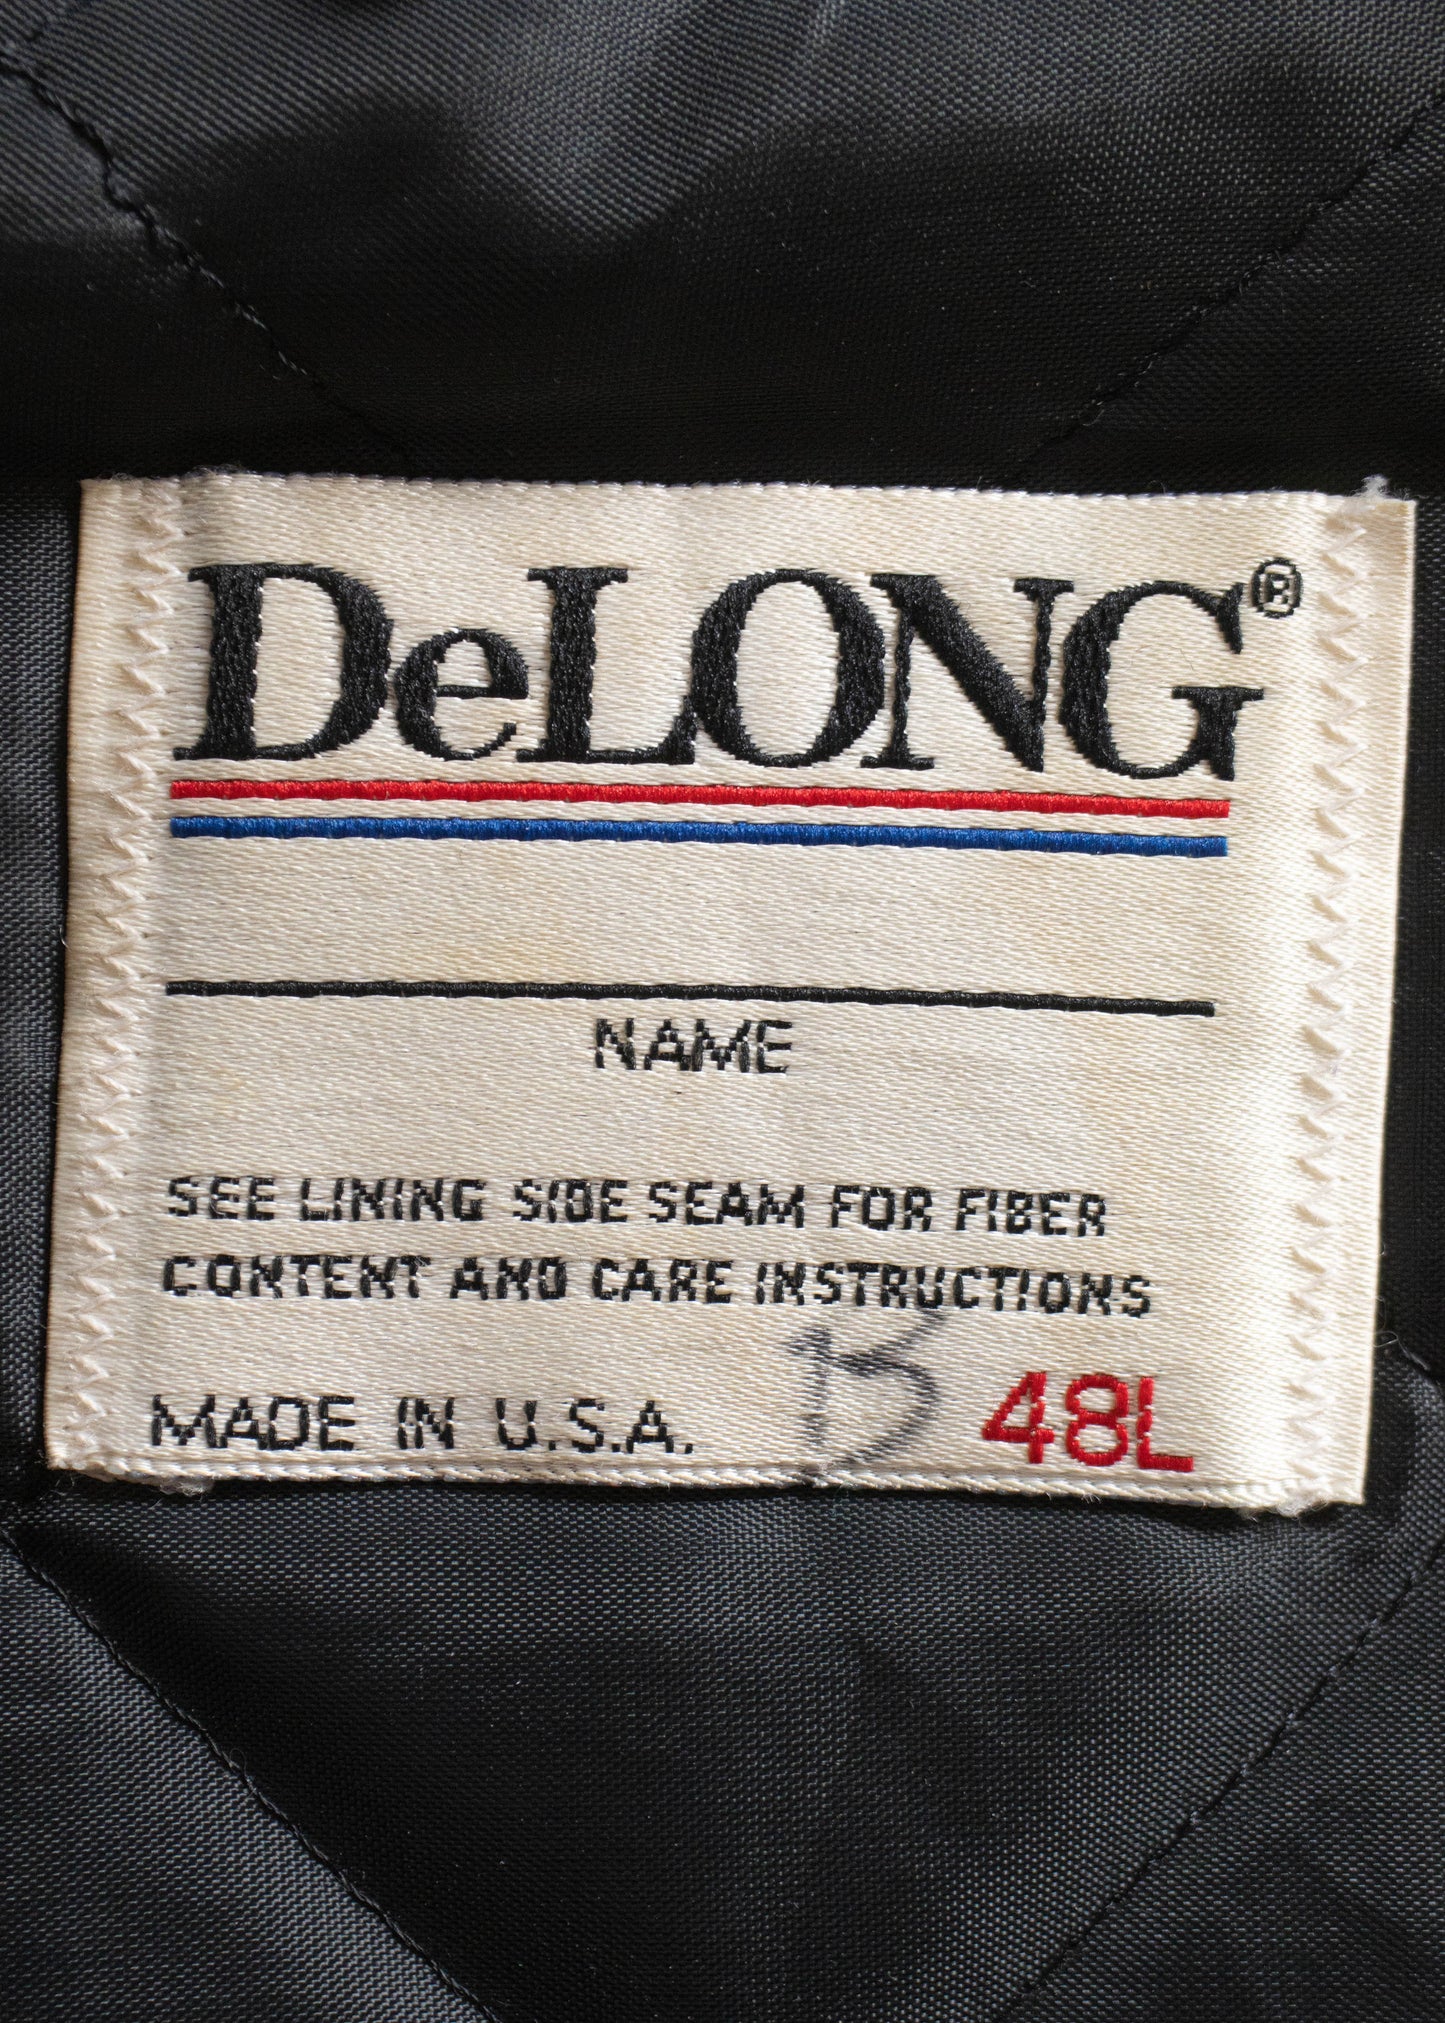 DeLONG®
NAME
SEE LINING SIDE SEAM FOR FIBER
CONTENT AND CARE INSTRUCTIONS
MADE IN U.S.A. 48L